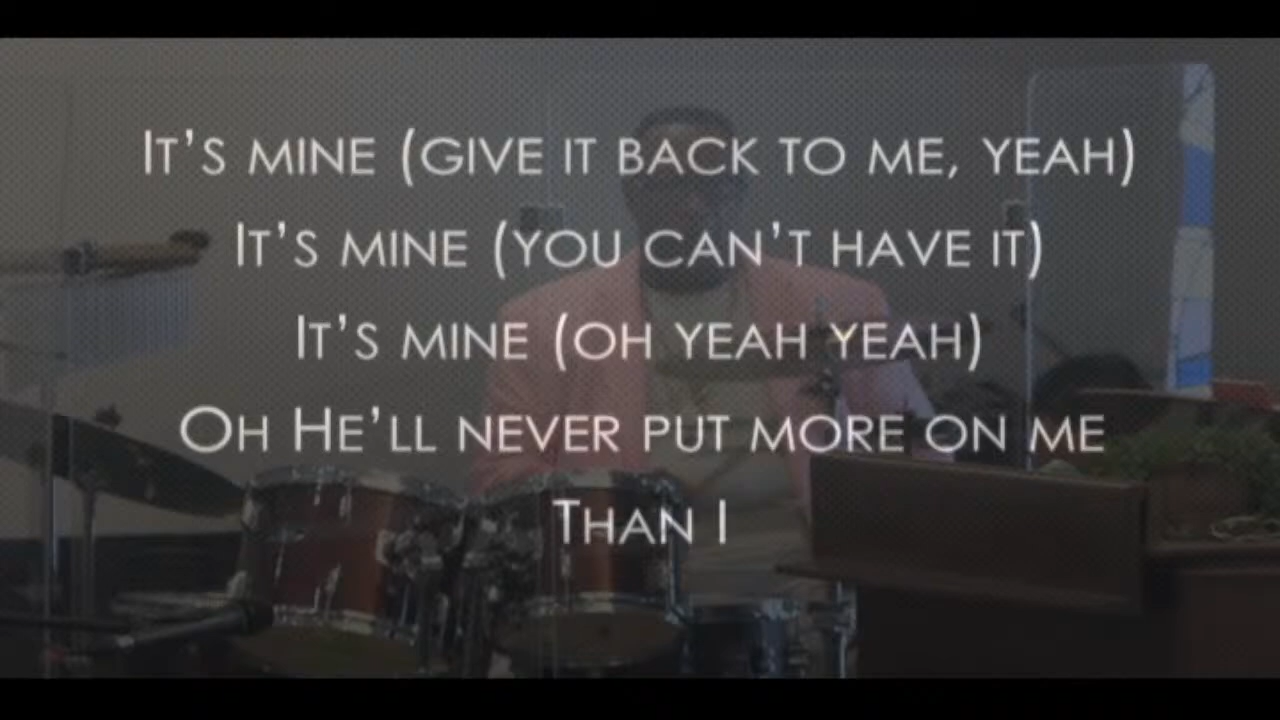 It's mine (give it back to me, yeah)
It's mine (you can't have it)
It's mine (oh yeah yeah)
Oh He'll never put more on me
Than I